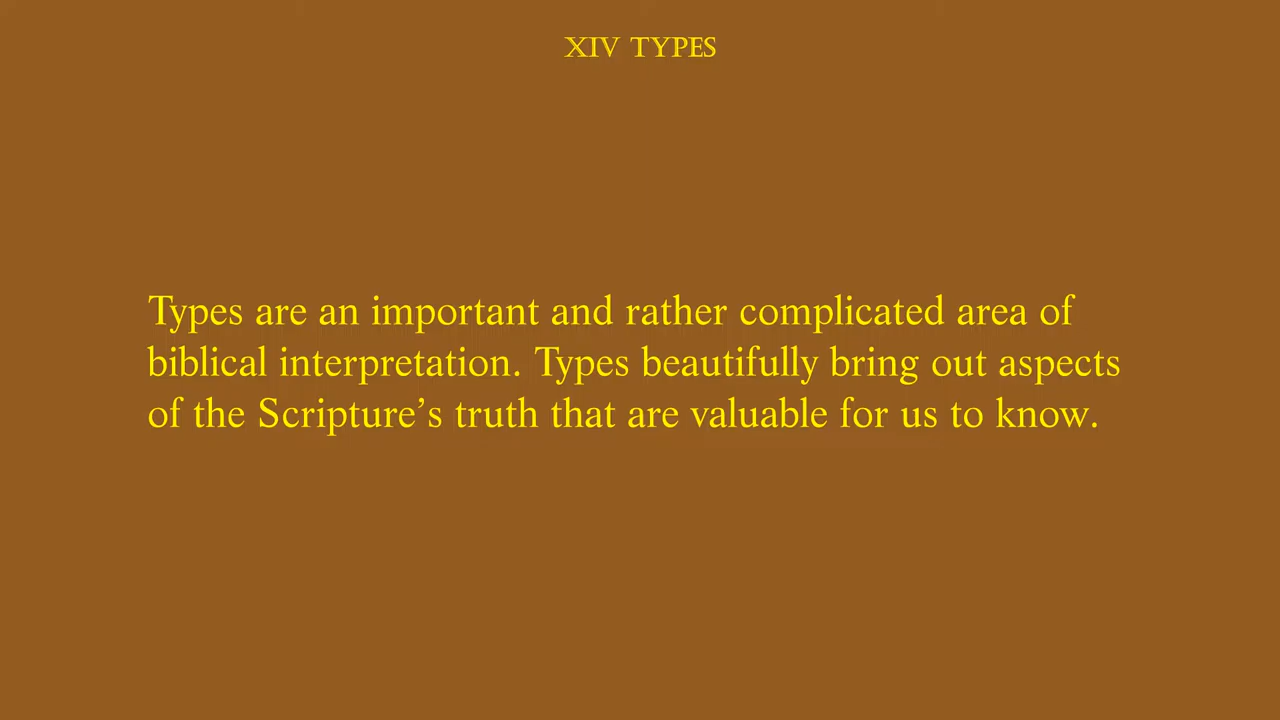 XIV TYPES
Types are an important and rather complicated area of
biblical interpretation. Types beautifully bring out aspects
of the Scripture’s truth that are valuable for us to know.